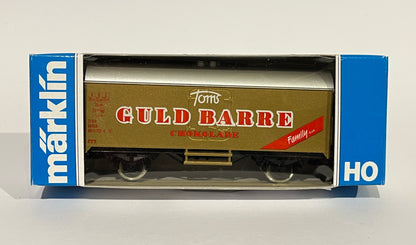 märklin
Toms
GULD BARRE
CHOKOLADE
Family...
HO